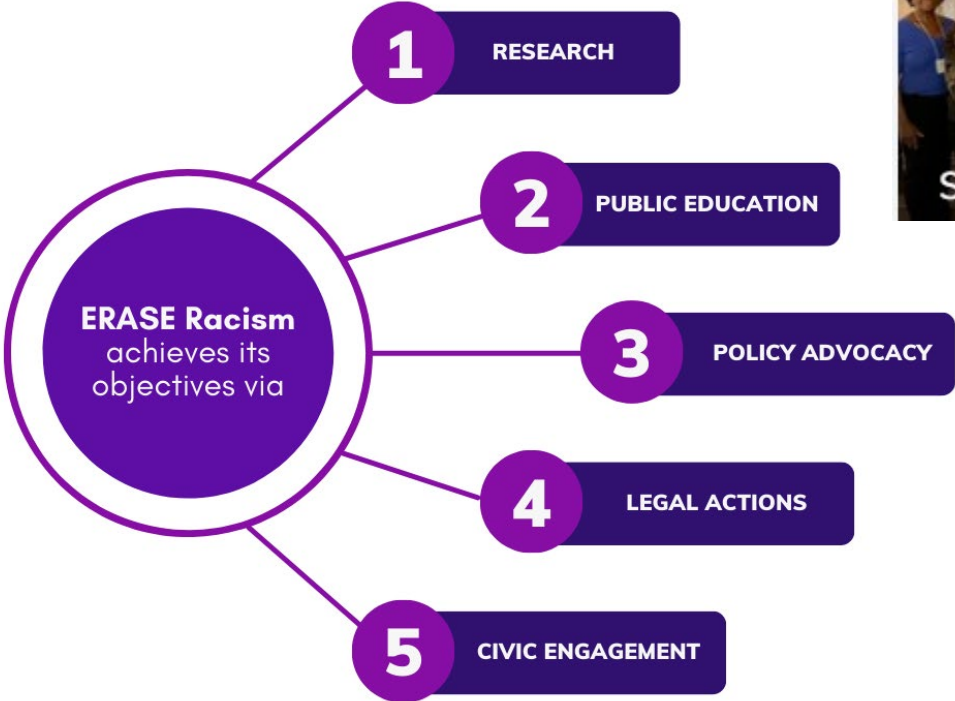 1
RESEARCH
2
PUBLIC EDUCATION
ERASE Racism
achieves its
objectives via
3
POLICY ADVOCACY
4
LEGAL ACTIONS
5
CIVIC ENGAGEMENT
S